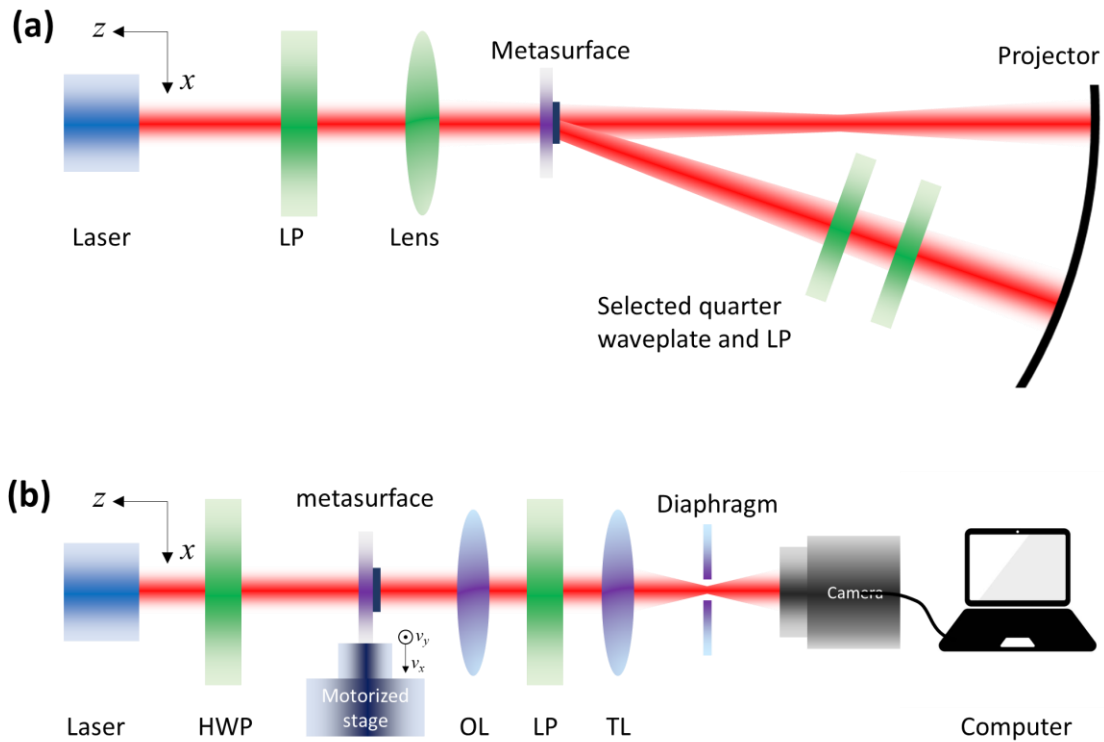 (a)
z
x
Metasurface
Projector
Laser
LP
Lens
Selected quarter
waveplate and LP
(b)
z
x
metasurface
Diaphragm
Camera
v_y
v_x
Motorized
stage
Laser
HWP
OL
LP
TL
Computer